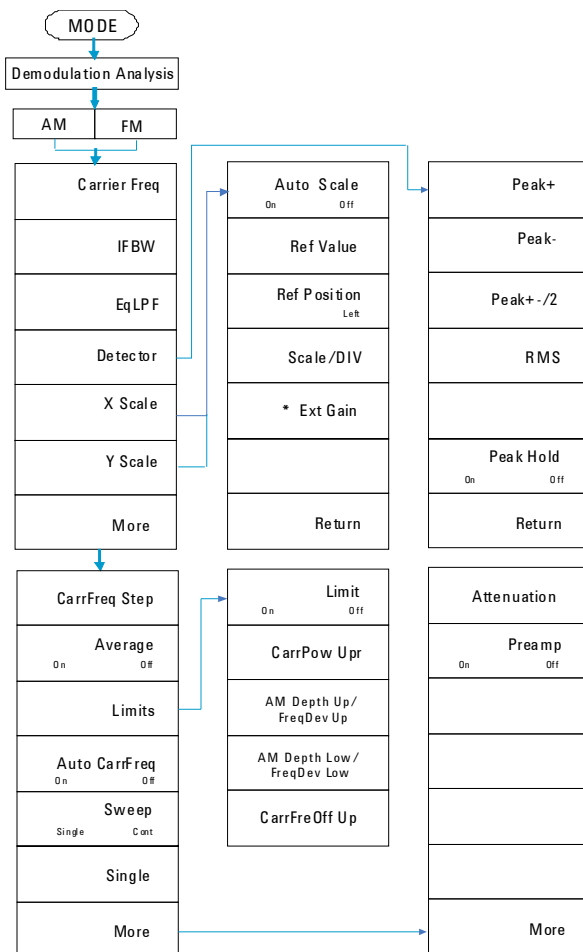 MODE
Demodulation Analysis
AM FM
Carrier Freq
IFBW
EqLPF
Detector
X Scale
Y Scale
More
Auto Scale
On Off
Ref Value
Ref Position
Left
Scale/DIV
* Ext Gain
Return
Peak+
Peak-
Peak+-/2
RMS
Peak Hold
On Off
Return
CarrFreq Step
Average
On Off
Limits
Auto CarrFreq
On Off
Sweep
Single Cont
Single
More
Limit
On Off
CarrPow Upr
AM Depth Up/
FreqDev Up
AM Depth Low/
FreqDev Low
CarrFreOff Up
Attenuation
Preamp
On Off
More